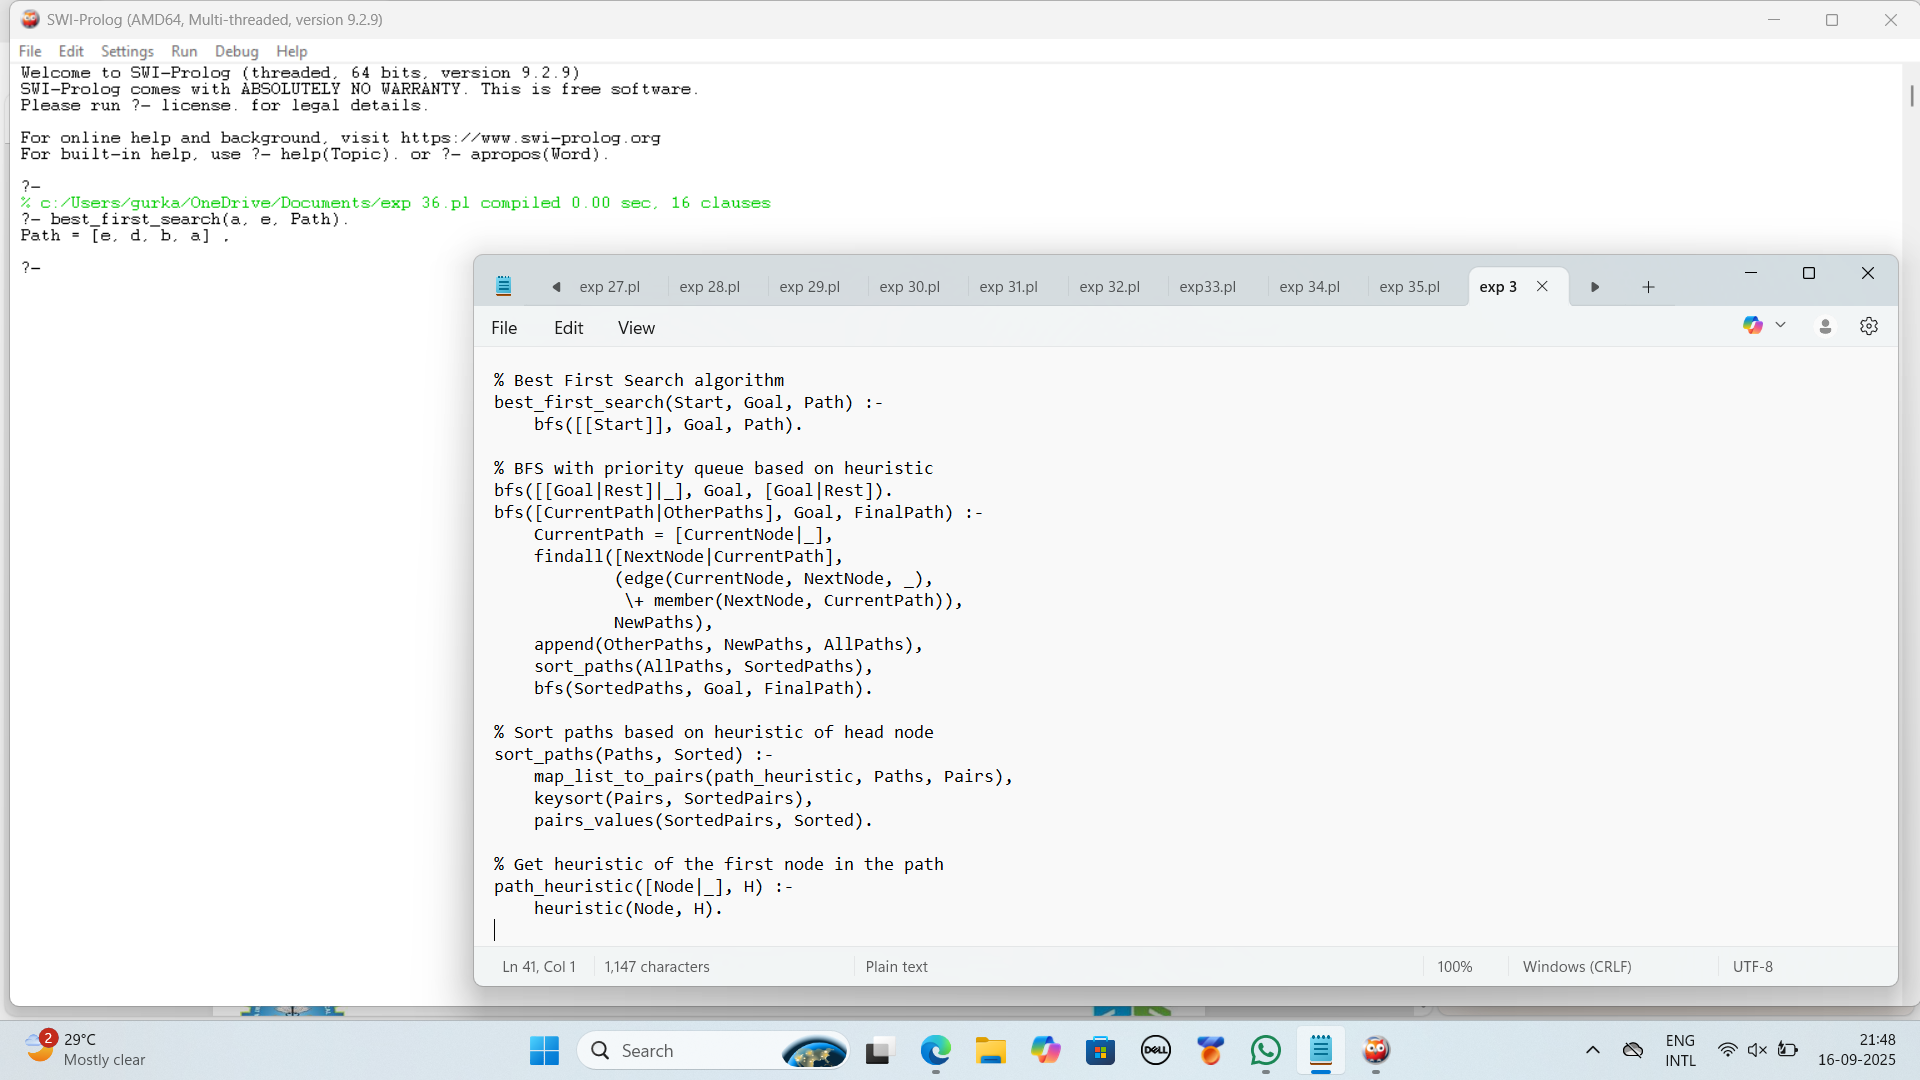 SWI-Prolog (AMD64, Multi-threaded, version 9.2.9)
File Edit Settings Run Debug Help
Welcome to SWI-Prolog (threaded, 64 bits, version 9.2.9)
SWI-Prolog comes with ABSOLUTELY NO WARRANTY. This is free software.
Please run ?- license. for legal details.
For online help and background, visit https://www.swi-prolog.org
For built-in help, use ?- help(Topic). or ?- apropos(Word).
?-
% c:/Users/gurka/OneDrive/Documents/exp 36.pl compiled 0.00 sec, 16 clauses
?- best_first_search(a, e, Path).
Path = [e, d, b, a] ,
?-
exp 27.pl exp 28.pl exp 29.pl exp 30.pl exp 31.pl exp 32.pl exp33.pl exp 34.pl exp 35.pl exp 3
File Edit View
% Best First Search algorithm
best_first_search(Start, Goal, Path) :-
    bfs([[Start]], Goal, Path).
% BFS with priority queue based on heuristic
bfs([[Goal|Rest]|_], Goal, [Goal|Rest]).
bfs([CurrentPath|OtherPaths], Goal, FinalPath) :-
    CurrentPath = [CurrentNode|_],
    findall([NextNode|CurrentPath],
            (edge(CurrentNode, NextNode, _),
             \+ member(NextNode, CurrentPath)),
            NewPaths),
    append(OtherPaths, NewPaths, AllPaths),
    sort_paths(AllPaths, SortedPaths),
    bfs(SortedPaths, Goal, FinalPath).
% Sort paths based on heuristic of head node
sort_paths(Paths, Sorted) :-
    map_list_to_pairs(path_heuristic, Paths, Pairs),
    keysort(Pairs, SortedPairs),
    pairs_values(SortedPairs, Sorted).
% Get heuristic of the first node in the path
path_heuristic([Node|_], H) :-
    heuristic(Node, H).
Ln 41, Col 1 1,147 characters Plain text 100% Windows (CRLF) UTF-8
2 29°C
Mostly clear
Search
DELL
ENG
INTL
21:48
16-09-2025